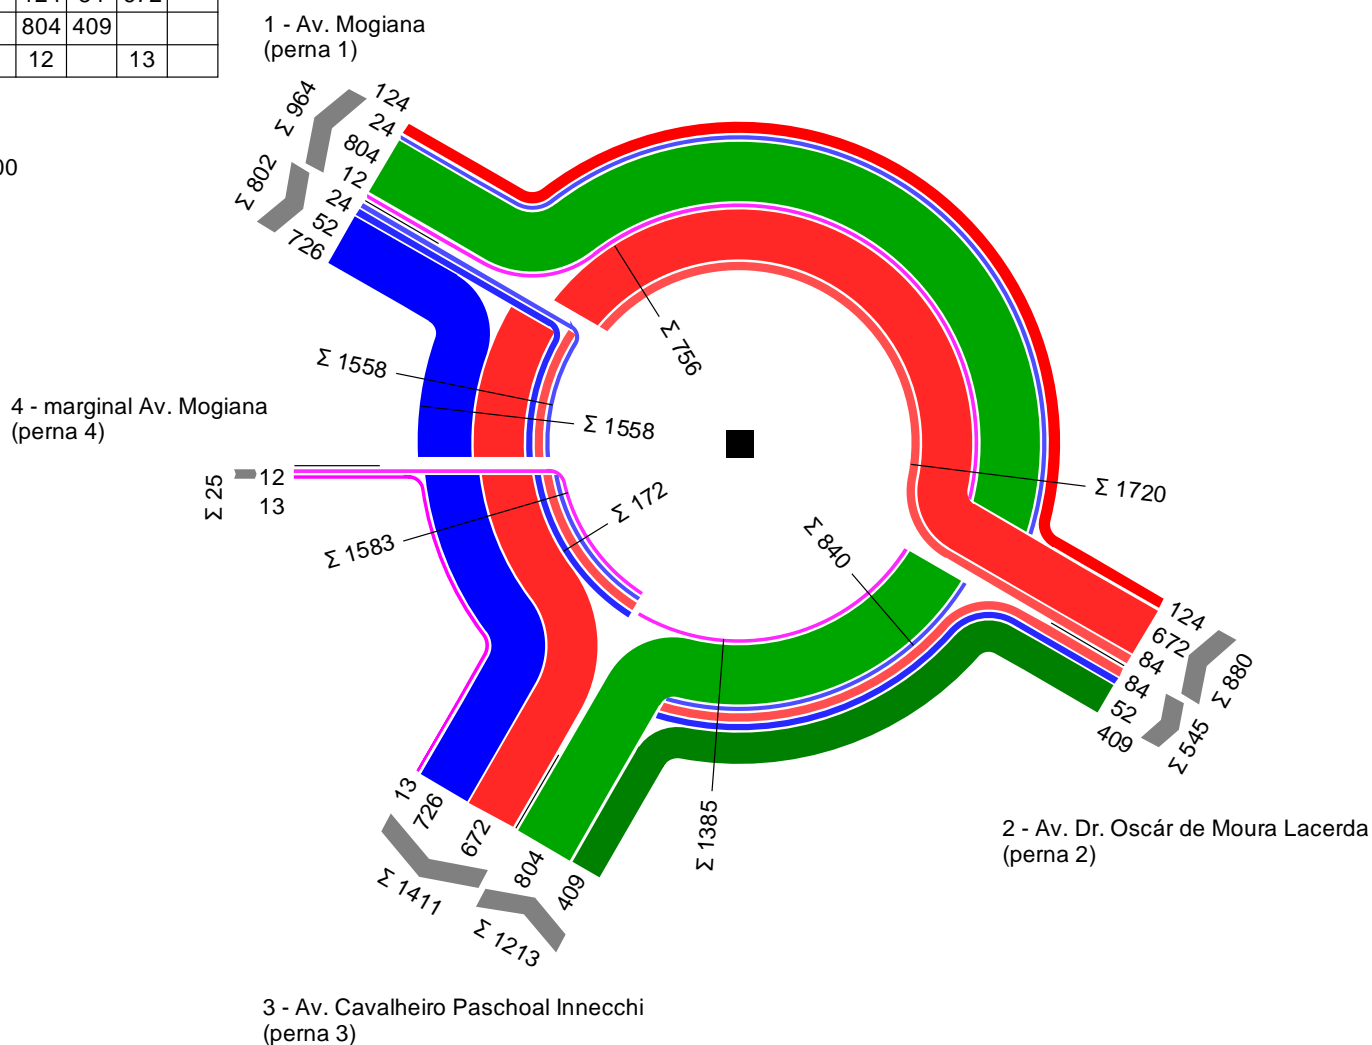 804 409
12 13
00
1 - Av. Mogiana
(perna 1)
Σ 964
124
24
804
12
Σ 802
24
52
726
Σ 756
Σ 1558
Σ 1558
4 - marginal Av. Mogiana
(perna 4)
Σ 25
12
13
Σ 1583
Σ 172
Σ 840
Σ 1720
124
672
84
Σ 880
84
52
409
Σ 545
Σ 1385
2 - Av. Dr. Oscár de Moura Lacerda
(perna 2)
13
726
672
Σ 1411
804
409
Σ 1213
3 - Av. Cavalheiro Paschoal Innecchi
(perna 3)